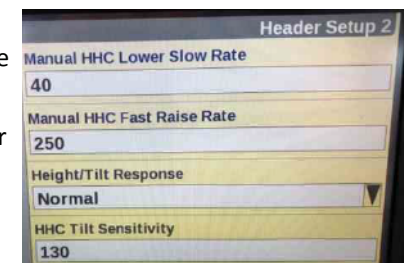 Header Setup 2
Manual HHC Lower Slow Rate
40
Manual HHC Fast Raise Rate
250
Height/Tilt Response
Normal
HHC Tilt Sensitivity
130